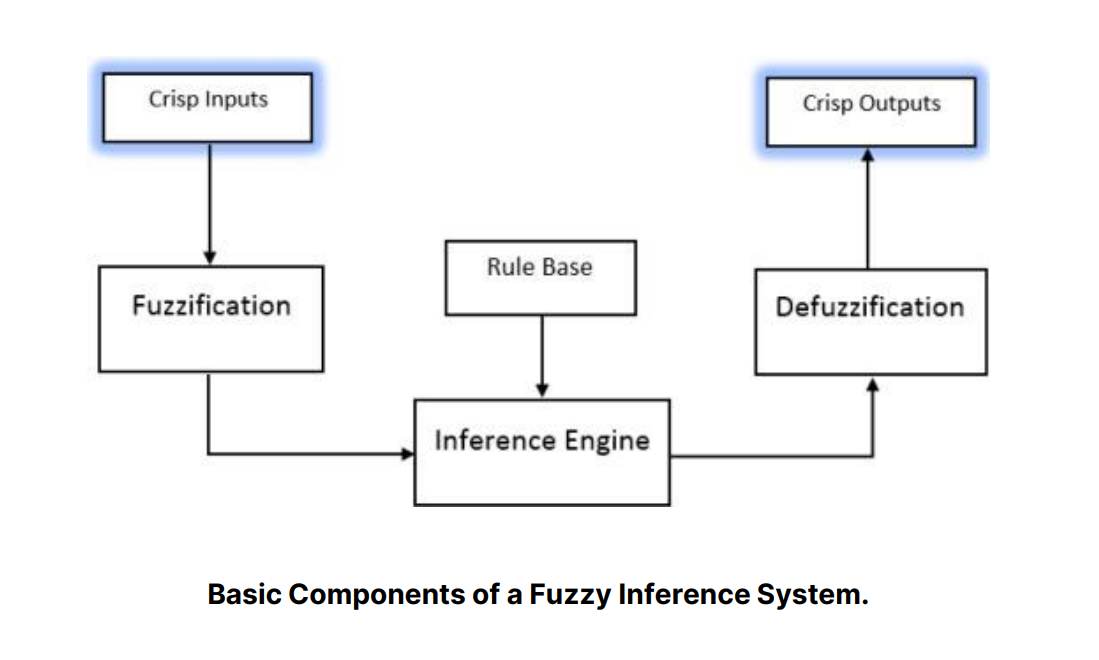 Crisp Inputs
Crisp Outputs
Rule Base
Fuzzification
Defuzzification
Inference Engine
Basic Components of a Fuzzy Inference System.